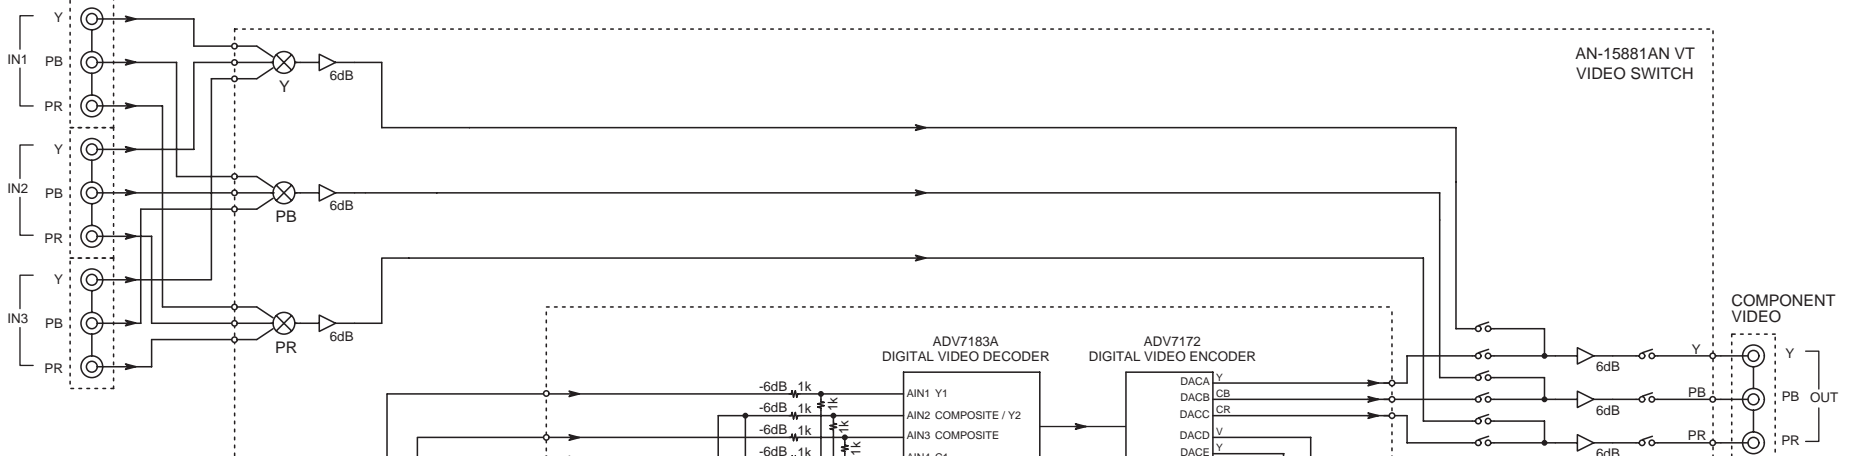 AN-15881AN VT
VIDEO SWITCH
IN1
Y
PB
PR
IN2
Y
PB
PR
IN3
Y
PB
PR
Y
6dB
PB
6dB
PR
6dB
ADV7183A
DIGITAL VIDEO DECODER
-6dB 1k
-6dB 1k
-6dB 1k
-6dB 1k
1k
1k
1k
AIN1 Y1
AIN2 COMPOSITE / Y2
AIN3 COMPOSITE
AIN4 C1
ADV7172
DIGITAL VIDEO ENCODER
DACA Y
DACB CB
DACC CR
DACD V
DACE Y
6dB
6dB
6dB
Y
PB
PR
COMPONENT
VIDEO
Y
PB
PR
OUT